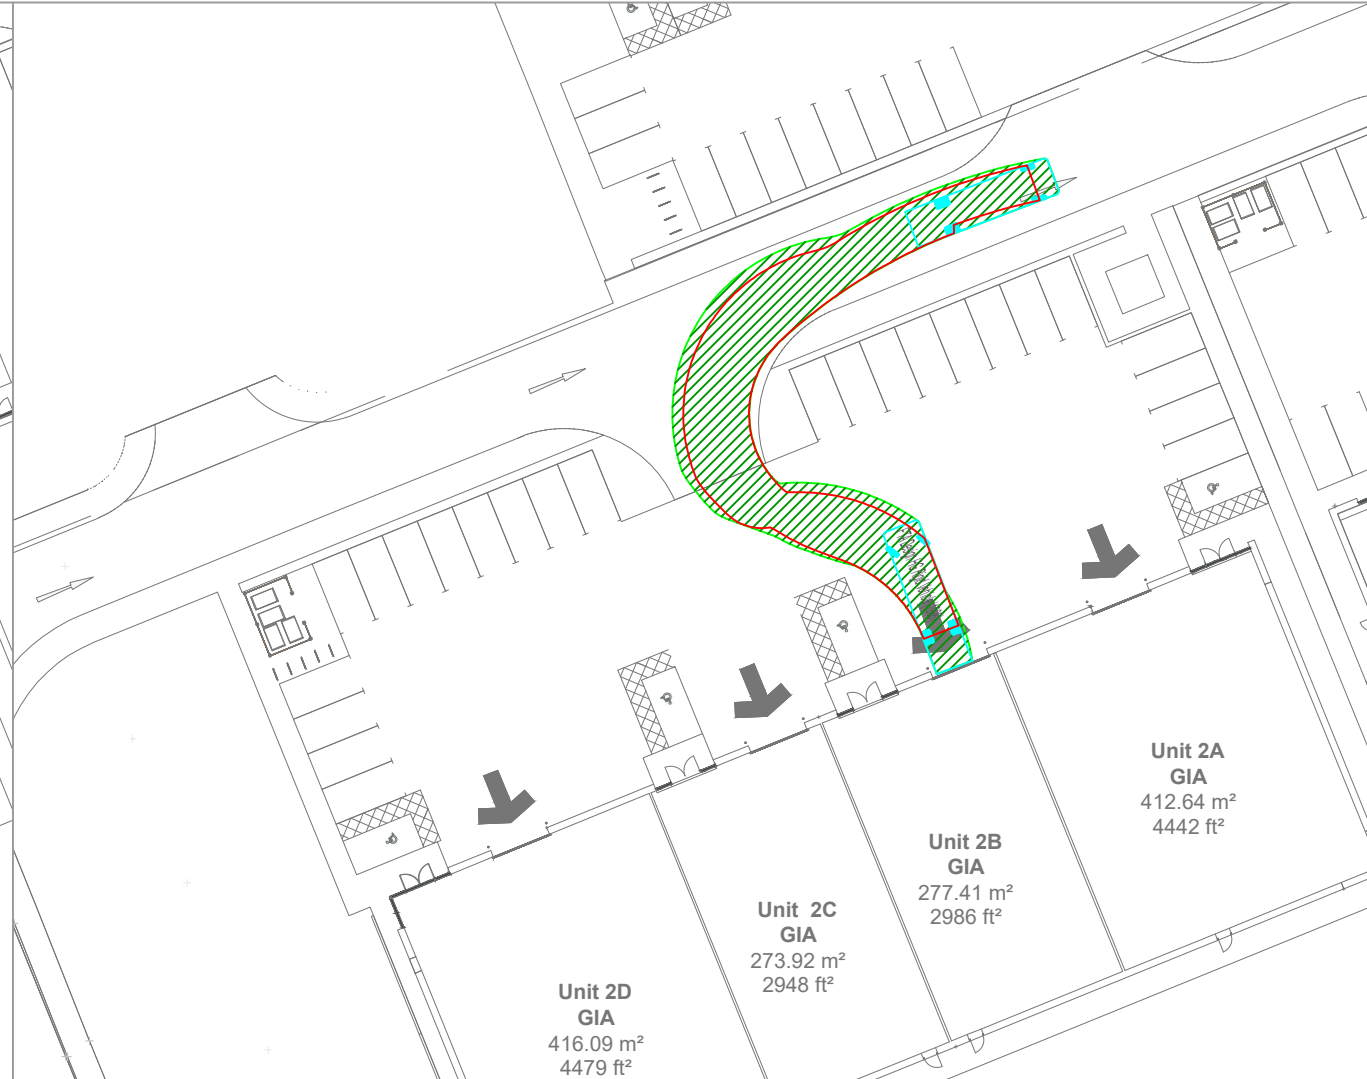 Unit 2A
GIA
412.64 m²
4442 ft²
Unit 2B
GIA
277.41 m²
2986 ft²
Unit 2C
GIA
273.92 m²
2948 ft²
Unit 2D
GIA
416.09 m²
4479 ft²